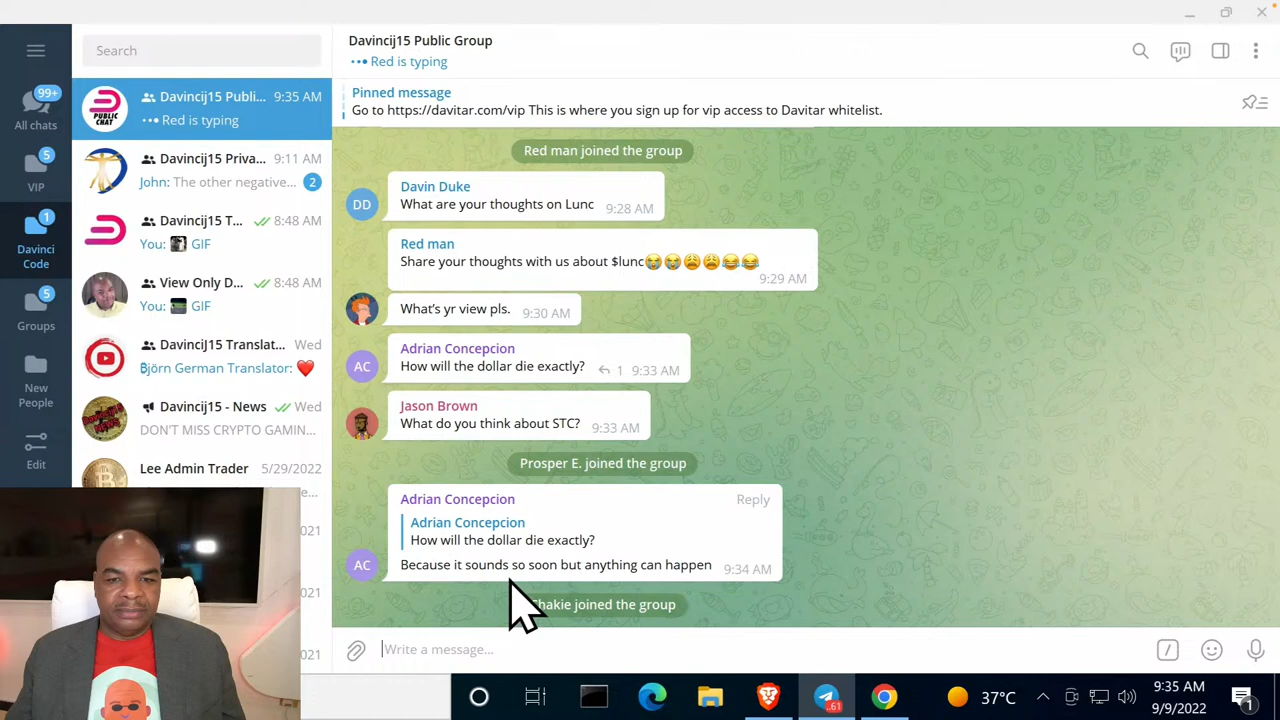 Search
Davincij15 Public Group
Red is typing
99+
All chats
5
VIP
1
Davinci
Code
5
Groups
New
People
Edit
PUBLIC
CHAT
Davincij15 Publi...
9:35 AM
Red is typing
Davincij15 Priva...
9:11 AM
John: The other negative...
2
Davincij15 T...
8:48 AM
You: GIF
View Only D...
8:48 AM
You: GIF
DavinciJ15 Translat...
Wed
Björn German Translator: ❤️
Davincij15 - News
Wed
DON'T MISS CRYPTO GAMIN...
Lee Admin Trader
5/29/2022
021
021
021
Pinned message
Go to https://davitar.com/vip This is where you sign up for vip access to Davitar whitelist.
Red man joined the group
DD
Davin Duke
What are your thoughts on Lunc
9:28 AM
Red man
Share your thoughts with us about $lunc😭😭😩😩😂😂
9:29 AM
What's yr view pls.
9:30 AM
AC
Adrian Concepcion
How will the dollar die exactly?
1 9:33 AM
Jason Brown
What do you think about STC?
9:33 AM
Prosper E. joined the group
Adrian Concepcion
Reply
Adrian Concepcion
How will the dollar die exactly?
AC
Because it sounds so soon but anything can happen
9:34 AM
joined the group
Write a message...
.61
37°C
9:35 AM
9/9/2022
1